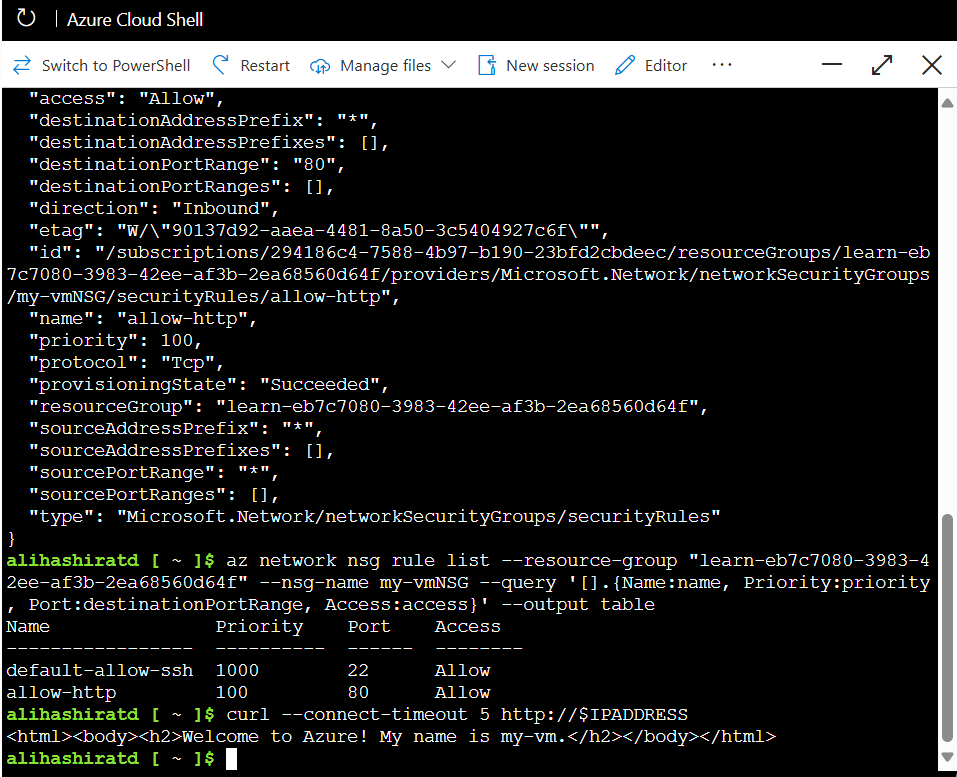 Azure Cloud Shell
Switch to PowerShell Restart Manage files New session Editor ...
"access": "Allow",
"destinationAddressPrefix": "*",
"destinationAddressPrefixes": [],
"destinationPortRange": "80",
"destinationPortRanges": [],
"direction": "Inbound",
"etag": "W/\"90137d92-aaea-4481-8a50-3c5404927c6f\"",
"id": "/subscriptions/294186c4-7588-4b97-b190-23bfd2cbdeec/resourceGroups/learn-eb
7c7080-3983-42ee-af3b-2ea68560d64f/providers/Microsoft.Network/networkSecurityGroups
/my-vmNSG/securityRules/allow-http",
"name": "allow-http",
"priority": 100,
"protocol": "Tcp",
"provisioningState": "Succeeded",
"resourceGroup": "learn-eb7c7080-3983-42ee-af3b-2ea68560d64f",
"sourceAddressPrefix": "*",
"sourceAddressPrefixes": [],
"sourcePortRange": "*",
"sourcePortRanges": [],
"type": "Microsoft.Network/networkSecurityGroups/securityRules"
}
alihashiratd [ ~ ]$ az network nsg rule list --resource-group "learn-eb7c7080-3983-4
2ee-af3b-2ea68560d64f" --nsg-name my-vmNSG --query '[].{Name:name, Priority:priority
, Port:destinationPortRange, Access:access}' --output table
Name Priority Port Access
----------------- ---------- ------ --------
default-allow-ssh 1000 22 Allow
allow-http 100 80 Allow
alihashiratd [ ~ ]$ curl --connect-timeout 5 http://$IPADDRESS
<html><body><h2>Welcome to Azure! My name is my-vm.</h2></body></html>
alihashiratd [ ~ ]$